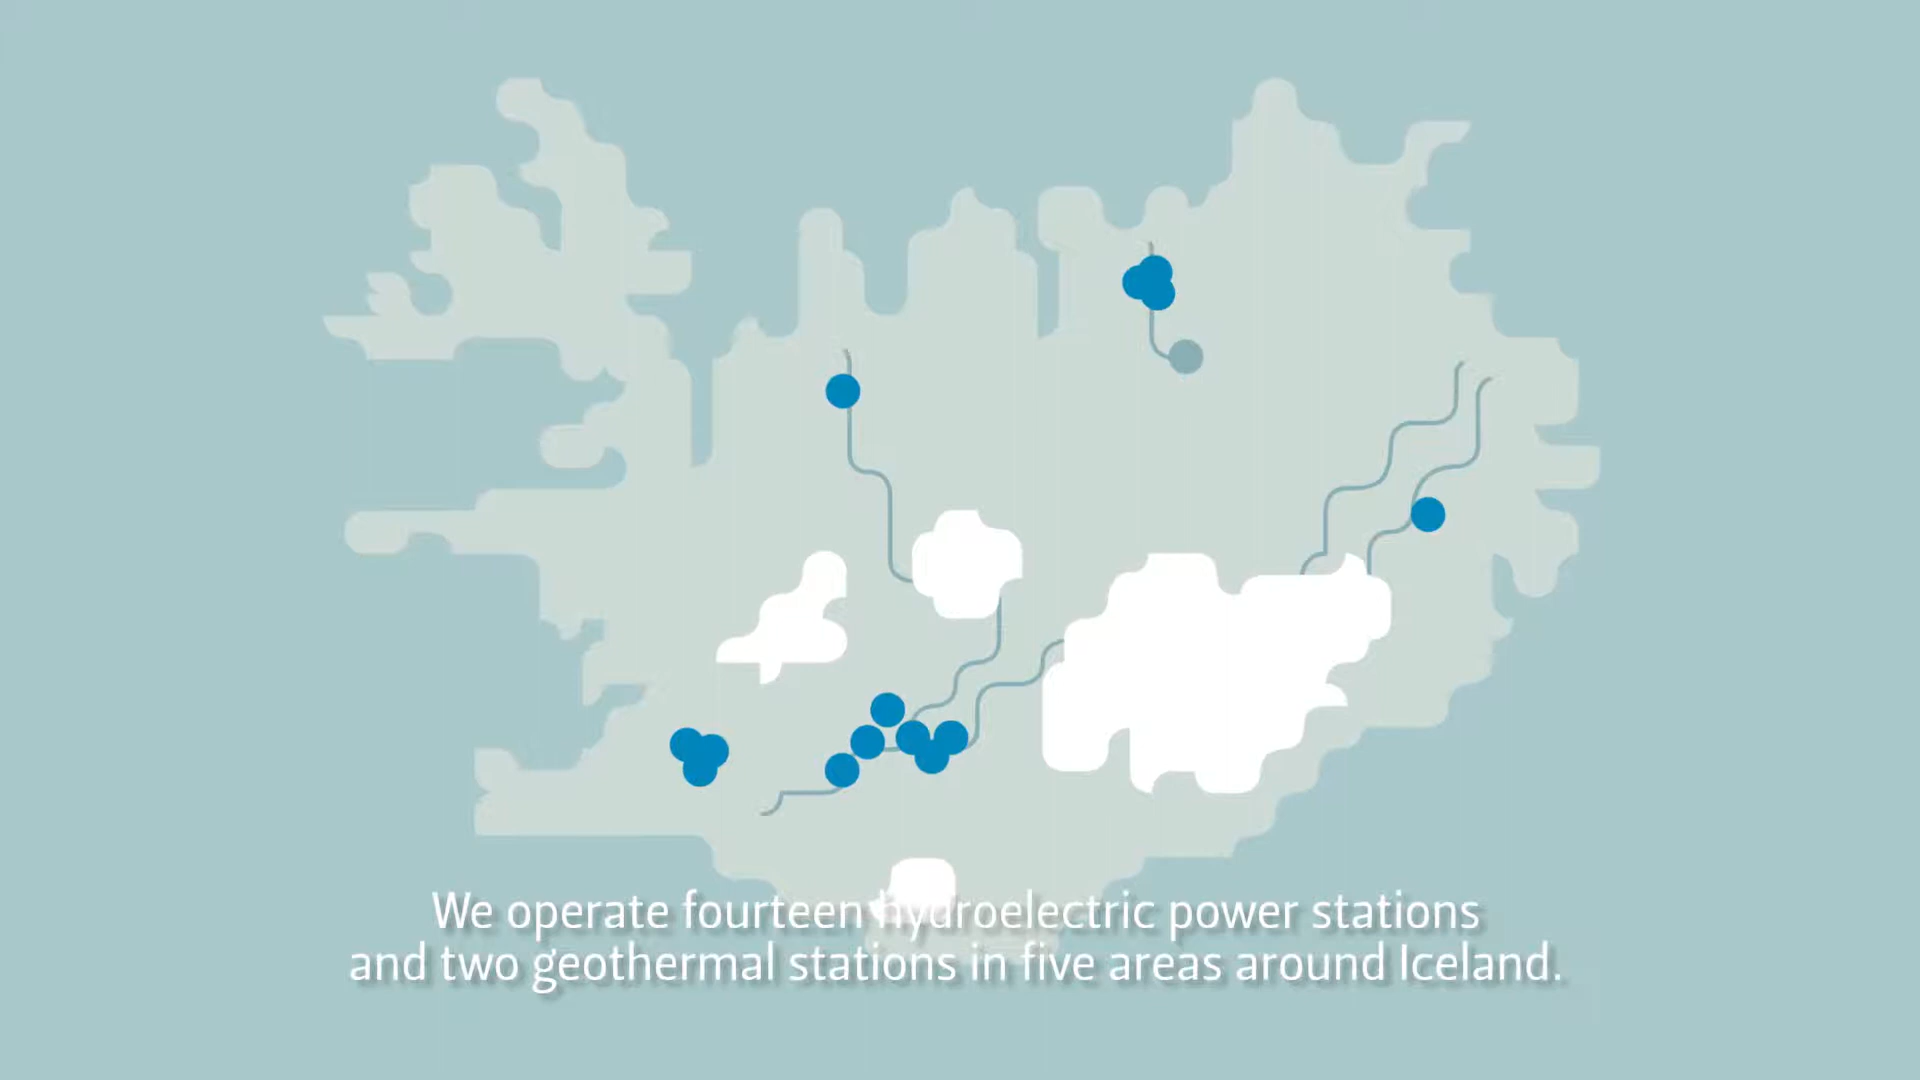 We operate fourteen hydroelectric power stations
and two geothermal stations in five areas around Iceland.